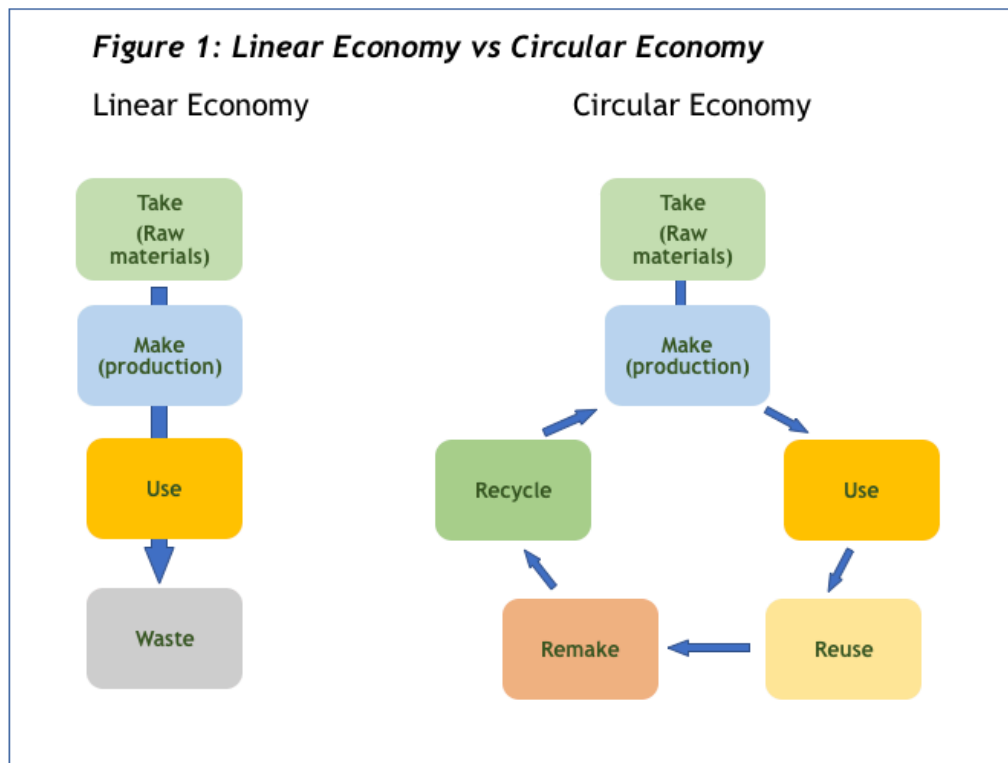 Figure 1: Linear Economy vs Circular Economy
Linear Economy
Circular Economy
Take
(Raw
materials)
Make
(production)
Use
Waste
Take
(Raw
materials)
Make
(production)
Recycle
Use
Remake
Reuse